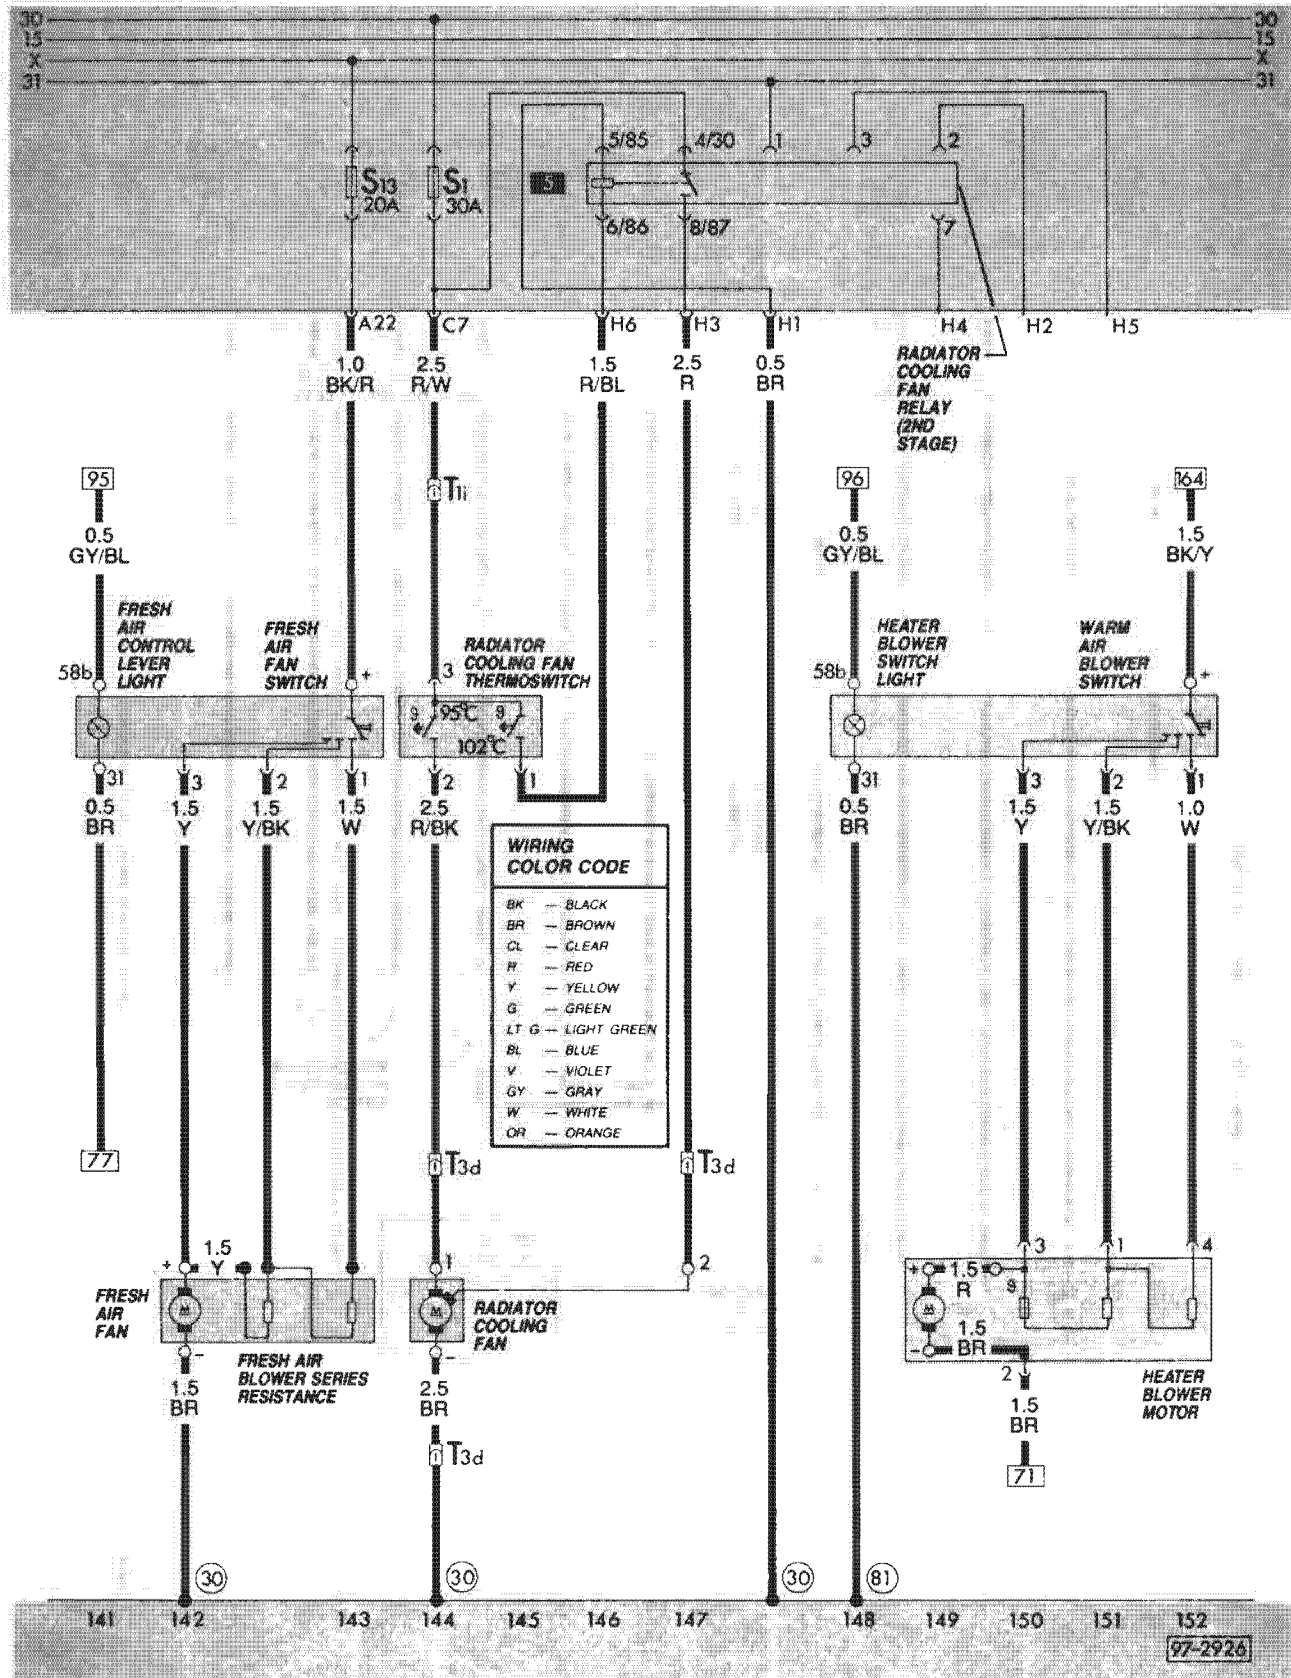 30 30
15 15
X X
31 31
5/85 4/30 1 3 2
S13
20A
S1
30A
5
6/86 8/87 7
A22 C7 H6 H3 H1 H4 H2 H5
1.0
BK/R
2.5
R/W
1.5
R/BL
2.5
R
0.5
BR
RADIATOR
COOLING
FAN
RELAY
(2ND
STAGE)
95
0.5
GY/BL
T1i
96
0.5
GY/BL
164
1.5
BK/Y
FRESH
AIR
CONTROL
LEVER
LIGHT
58b
FRESH
AIR
FAN
SWITCH
+
RADIATOR
COOLING FAN
THERMOSWITCH
3
95°C
102°C
HEATER
BLOWER
SWITCH
LIGHT
58b
WARM
AIR
BLOWER
SWITCH
+
31 3 2 1 2 1 31 3 2 1
0.5
BR
1.5
Y
1.5
Y/BK
1.5
W
2.5
R/BK
0.5
BR
1.5
Y
1.5
Y/BK
1.0
W
WIRING
COLOR CODE
BK — BLACK
BR — BROWN
CL — CLEAR
R — RED
Y — YELLOW
G — GREEN
LT G — LIGHT GREEN
BL — BLUE
V — VIOLET
GY — GRAY
W — WHITE
OR — ORANGE
77
T3d
T3d
+ 1.5
Y
1
2
3 1 4
FRESH
AIR
FAN
M
M
RADIATOR
COOLING
FAN
+ 1.5
R
S
M
1.5
BR
-
-
-
FRESH AIR
BLOWER SERIES
RESISTANCE
1.5
BR
2.5
BR
T3d
2
1.5
BR
71
HEATER
BLOWER
MOTOR
30 30 30 81
141 142 143 144 145 146 147 148 149 150 151 152
97-2926